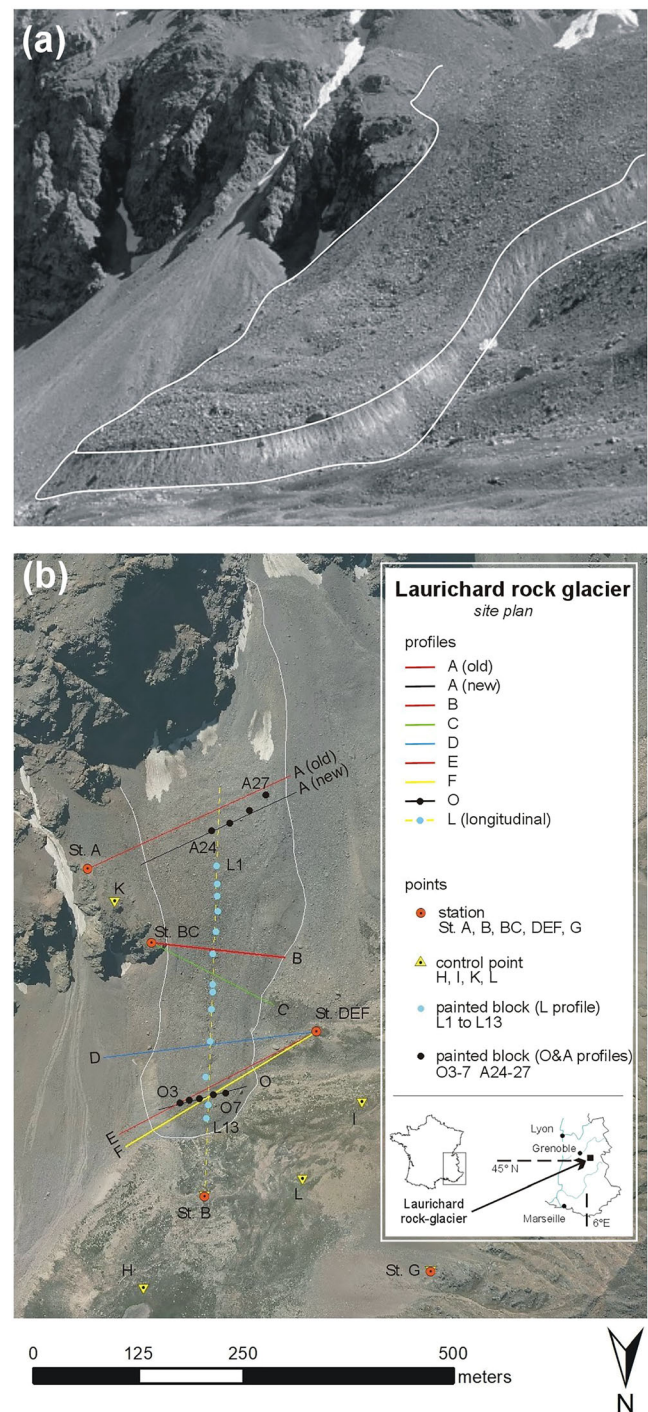 (a)
(b)
Laurichard rock glacier
site plan
profiles
A (old)
A (new)
B
C
D
E
F
O
L (longitudinal)
points
station
St. A, B, BC, DEF, G
control point
H, I, K, L
painted block (L profile)
L1 to L13
painted block (O&A profiles)
O3-7 A24-27
Lyon
Grenoble
45° N
Laurichard
rock-glacier
Marseille
6°E
A (old)
A27
A (new)
A24
St. A
L1
K
St. BC
B
C
St. DEF
D
O
O3
O7
I
E
L13
F
L
St. B
H
St. G
0 125 250 500
meters
N